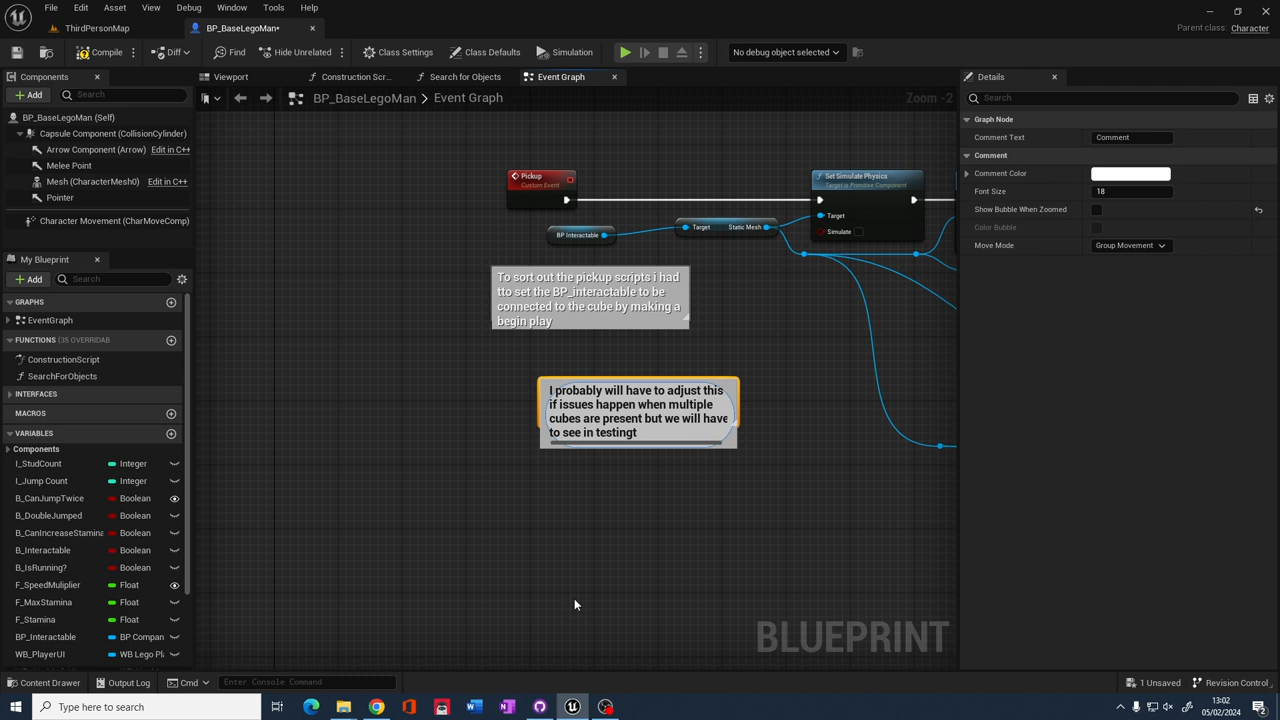 File Edit Asset View Debug Window Tools Help
ThirdPersonMap
BP_BaseLegoMan•
Parent class: Character
Compile
Diff
Find
Hide Unrelated
Class Settings
Class Defaults
Simulation
No debug object selected
Components
Viewport
Construction Scr...
Search for Objects
Event Graph
Details
Add
Search
BP_BaseLegoMan > Event Graph
Zoom -2
Search
BP_BaseLegoMan (Self)
Capsule Component (CollisionCylinder)
Arrow Component (Arrow) Edit in C++
Melee Point
Mesh (CharacterMesh0) Edit in C++
Pointer
Character Movement (CharMoveComp)
My Blueprint
Add
Search
GRAPHS
EventGraph
FUNCTIONS (35 OVERRIDAB
ConstructionScript
SearchForObjects
INTERFACES
MACROS
VARIABLES
Components
I_StudCount Integer
I_Jump Count Integer
B_CanJumpTwice Boolean
B_DoubleJumped Boolean
B_CanIncreaseStamina Boolean
B_Interactable Boolean
B_IsRunning? Boolean
F_SpeedMuliplier Float
F_MaxStamina Float
F_Stamina Float
BP_Interactable BP Compan
WB_PlayerUI WB Lego Pl
Pickup
Custom Event
BP Interactable
Target Static Mesh
Set Simulate Physics
Target is Primitive Component
Target
Simulate
To sort out the pickup scripts i had
tto set the BP_interactable to be
connected to the cube by making a
begin play
I probably will have to adjust this
if issues happen when multiple
cubes are present but we will have
to see in testingt
BLUEPRINT
Graph Node
Comment Text Comment
Comment
Comment Color
Font Size 18
Show Bubble When Zoomed
Color Bubble
Move Mode Group Movement
Content Drawer
Output Log
Cmd
Enter Console Command
1 Unsaved
Revision Control
Type here to search
13:02
05/02/2024